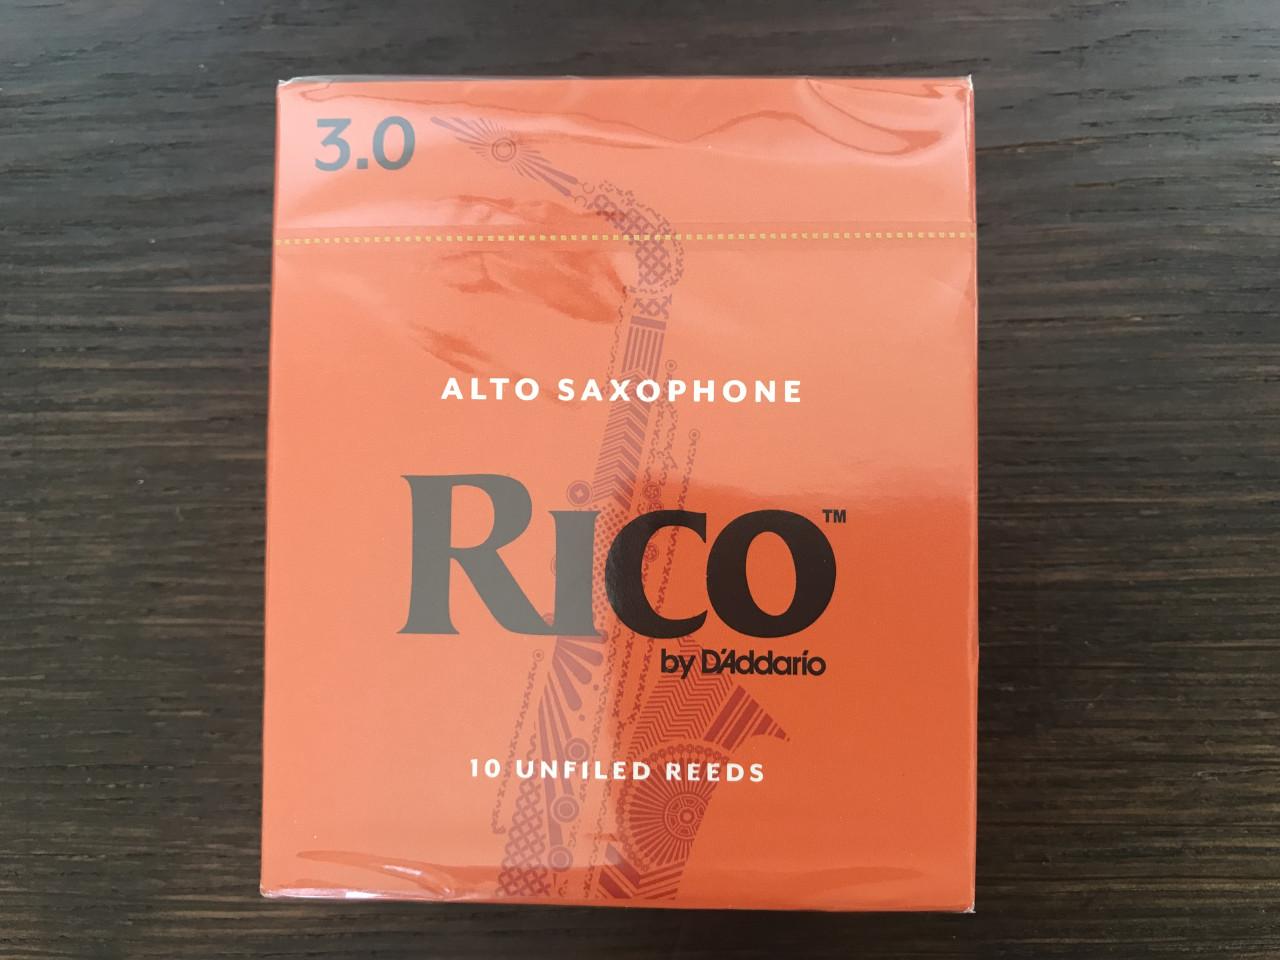 3.0
ALTO SAXOPHONE
RICO™
by D'Addario
10 UNFILED REEDS